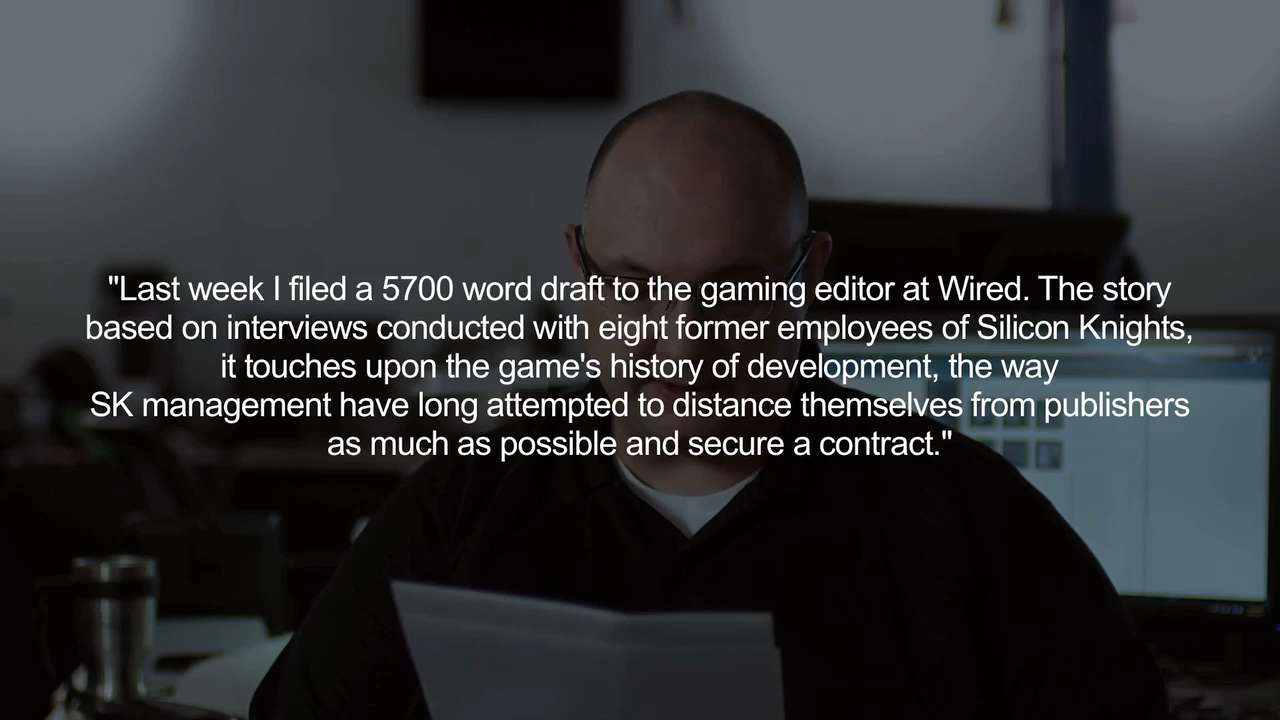 "Last week I filed a 5700 word draft to the gaming editor at Wired. The story
based on interviews conducted with eight former employees of Silicon Knights,
it touches upon the game's history of development, the way
SK management have long attempted to distance themselves from publishers
as much as possible and secure a contract."